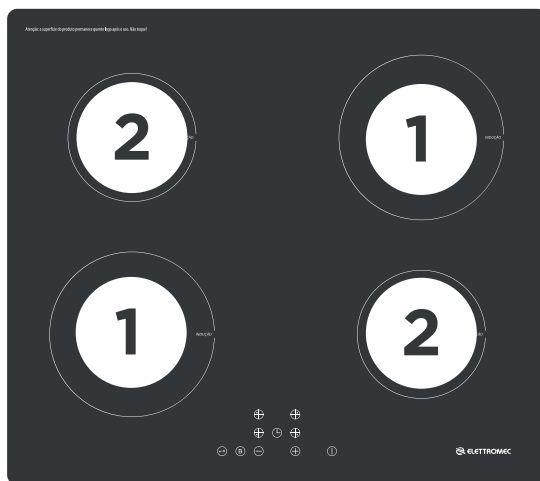 Atenção: a superfície do produto permanece quente logo após o uso. Não toque!
2
1
INDUÇÃO
1
INDUÇÃO
2
B
ELETTROMEC